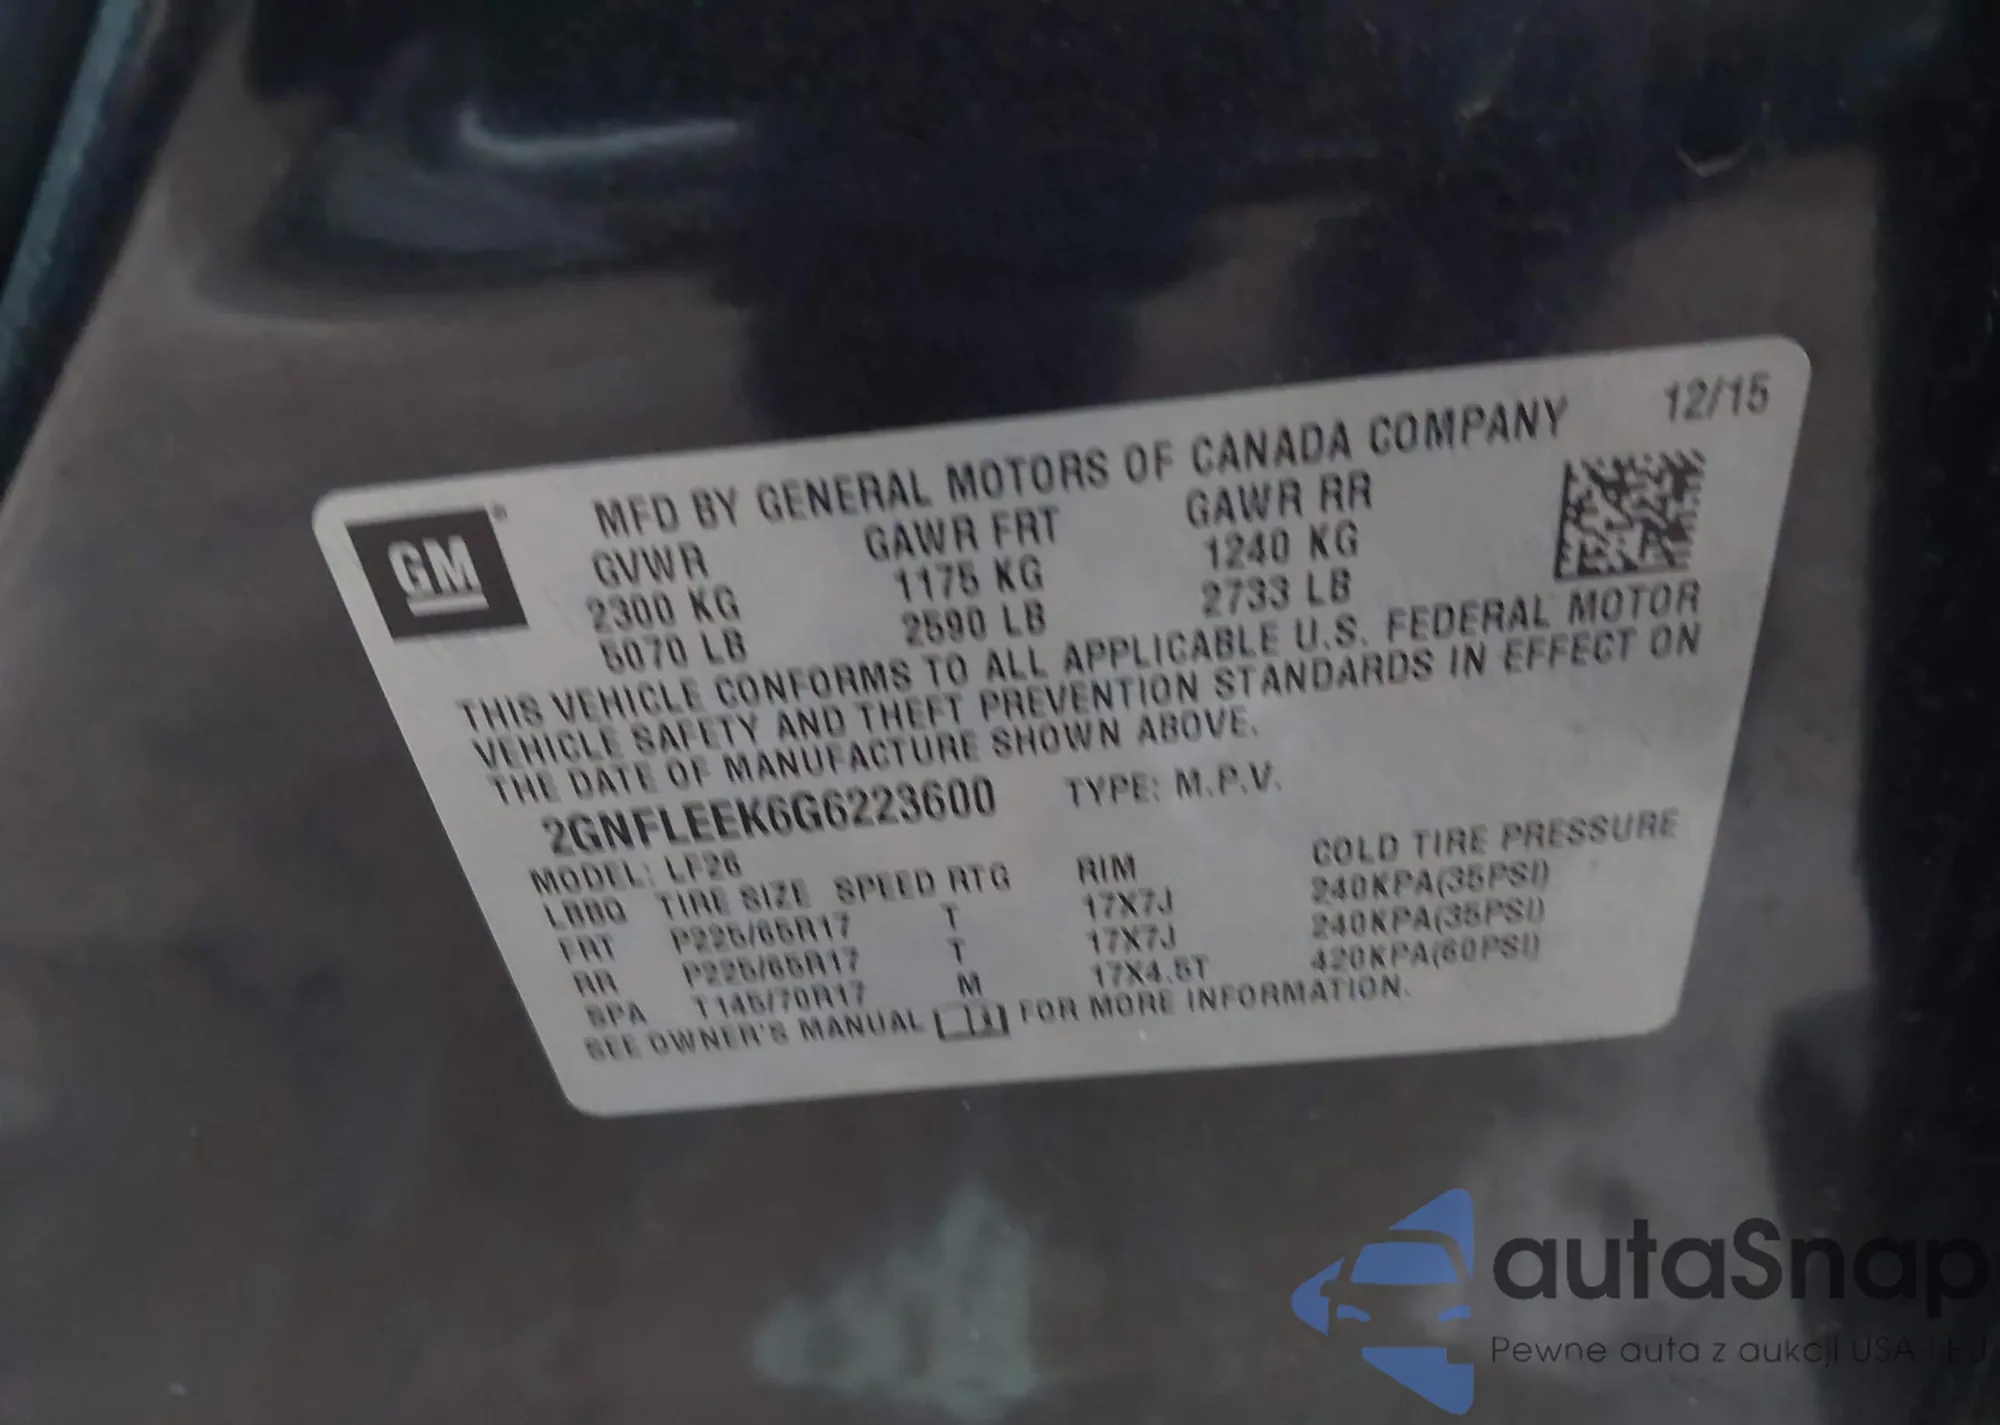 MFD BY GENERAL MOTORS OF CANADA COMPANY 12/15
GM
GVWR GAWR FRT GAWR RR
2300 KG 1175 KG 1240 KG
5070 LB 2590 LB 2733 LB
THIS VEHICLE CONFORMS TO ALL APPLICABLE U.S. FEDERAL MOTOR
VEHICLE SAFETY AND THEFT PREVENTION STANDARDS IN EFFECT ON
THE DATE OF MANUFACTURE SHOWN ABOVE.
2GNFLEEK6G6223600 TYPE: M.P.V.
MODEL: LF26
LBBQ TIRE SIZE SPEED RTG RIM COLD TIRE PRESSURE
FRT P225/65R17 T 17X7J 240KPA(35PSI)
RR P225/65R17 T 17X7J 240KPA(35PSI)
SPA T145/70R17 M 17X4.5T 420KPA(60PSI)
SEE OWNER'S MANUAL FOR MORE INFORMATION.
autaSnap
Pewne auta z aukcji USA i EU